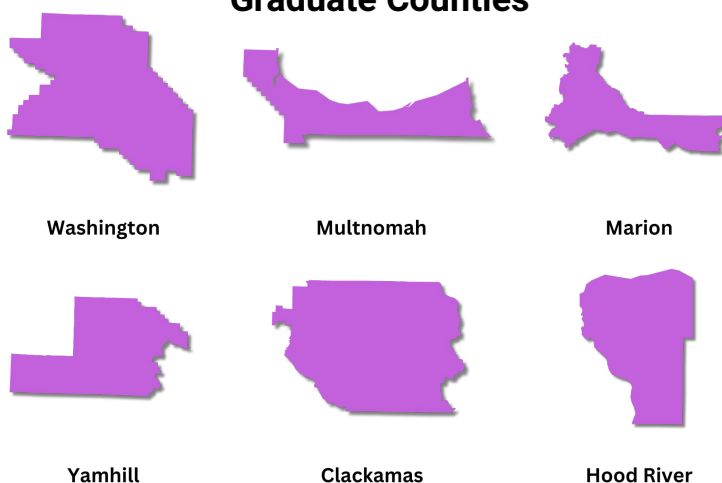 Graduate Counties
Washington
Multnomah
Marion
Yamhill
Clackamas
Hood River